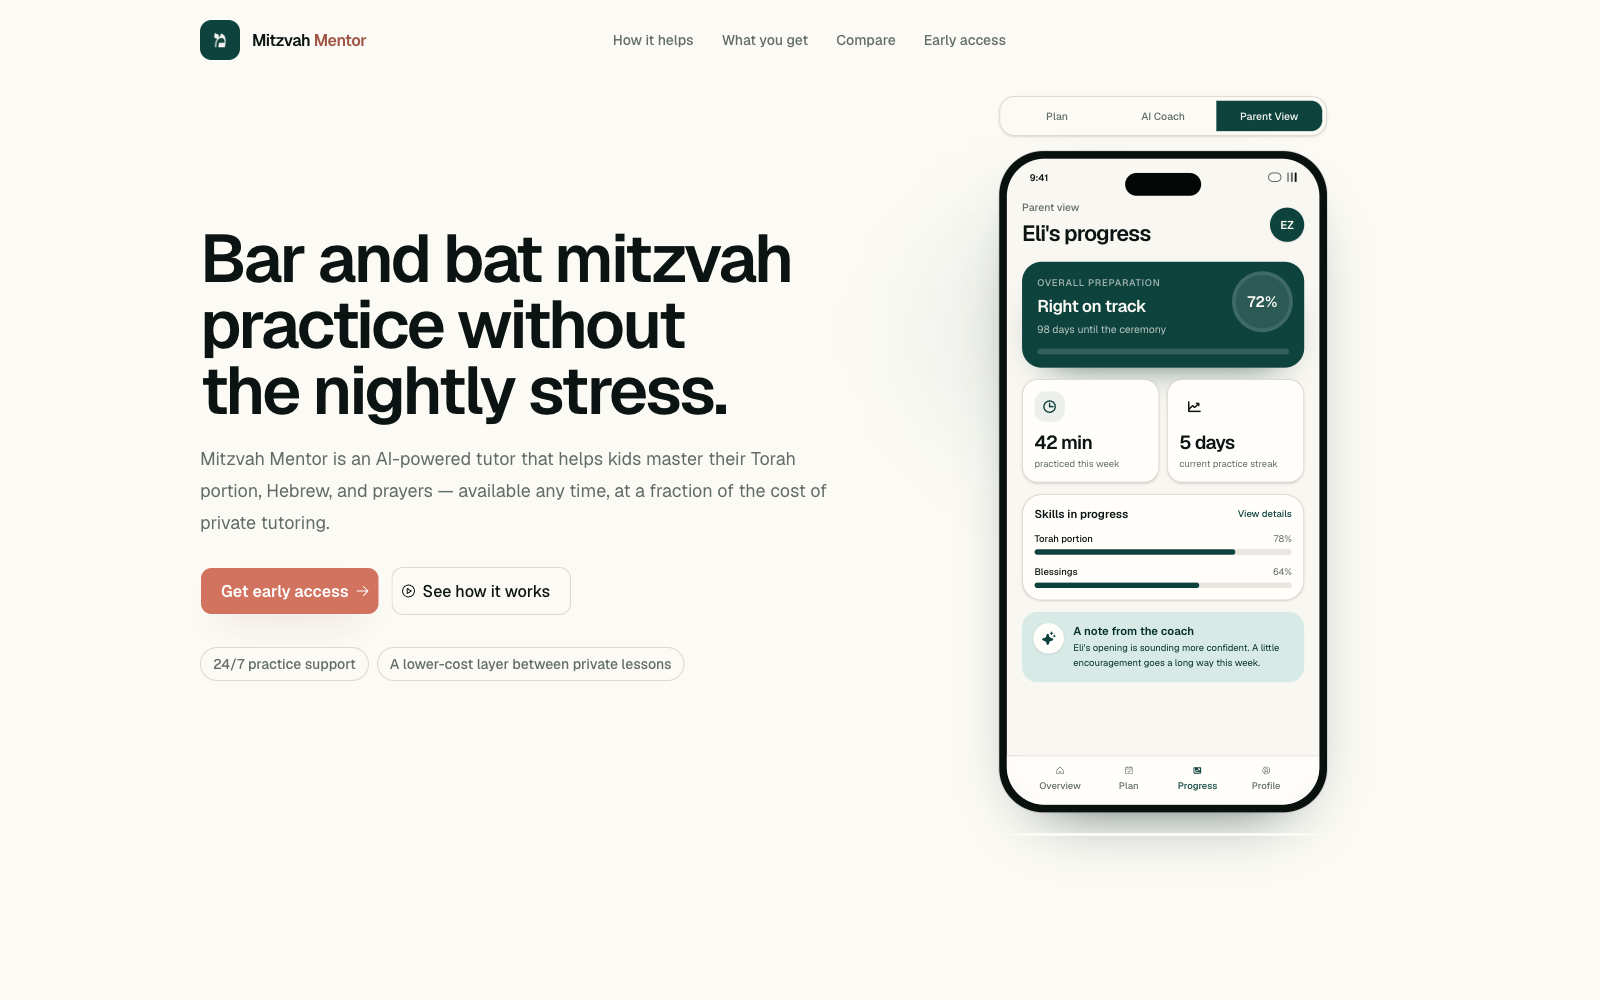 Mitzvah Mentor
How it helps
What you get
Compare
Early access
Bar and bat mitzvah
practice without
the nightly stress.
Mitzvah Mentor is an AI-powered tutor that helps kids master their Torah
portion, Hebrew, and prayers — available any time, at a fraction of the cost of
private tutoring.
Get early access →
See how it works
24/7 practice support
A lower-cost layer between private lessons
Plan
AI Coach
Parent View
9:41
Parent view
Eli's progress
EZ
OVERALL PREPARATION
Right on track
98 days until the ceremony
72%
42 min
practiced this week
5 days
current practice streak
Skills in progress
View details
Torah portion
78%
Blessings
64%
A note from the coach
Eli's opening is sounding more confident. A little
encouragement goes a long way this week.
Overview
Plan
Progress
Profile